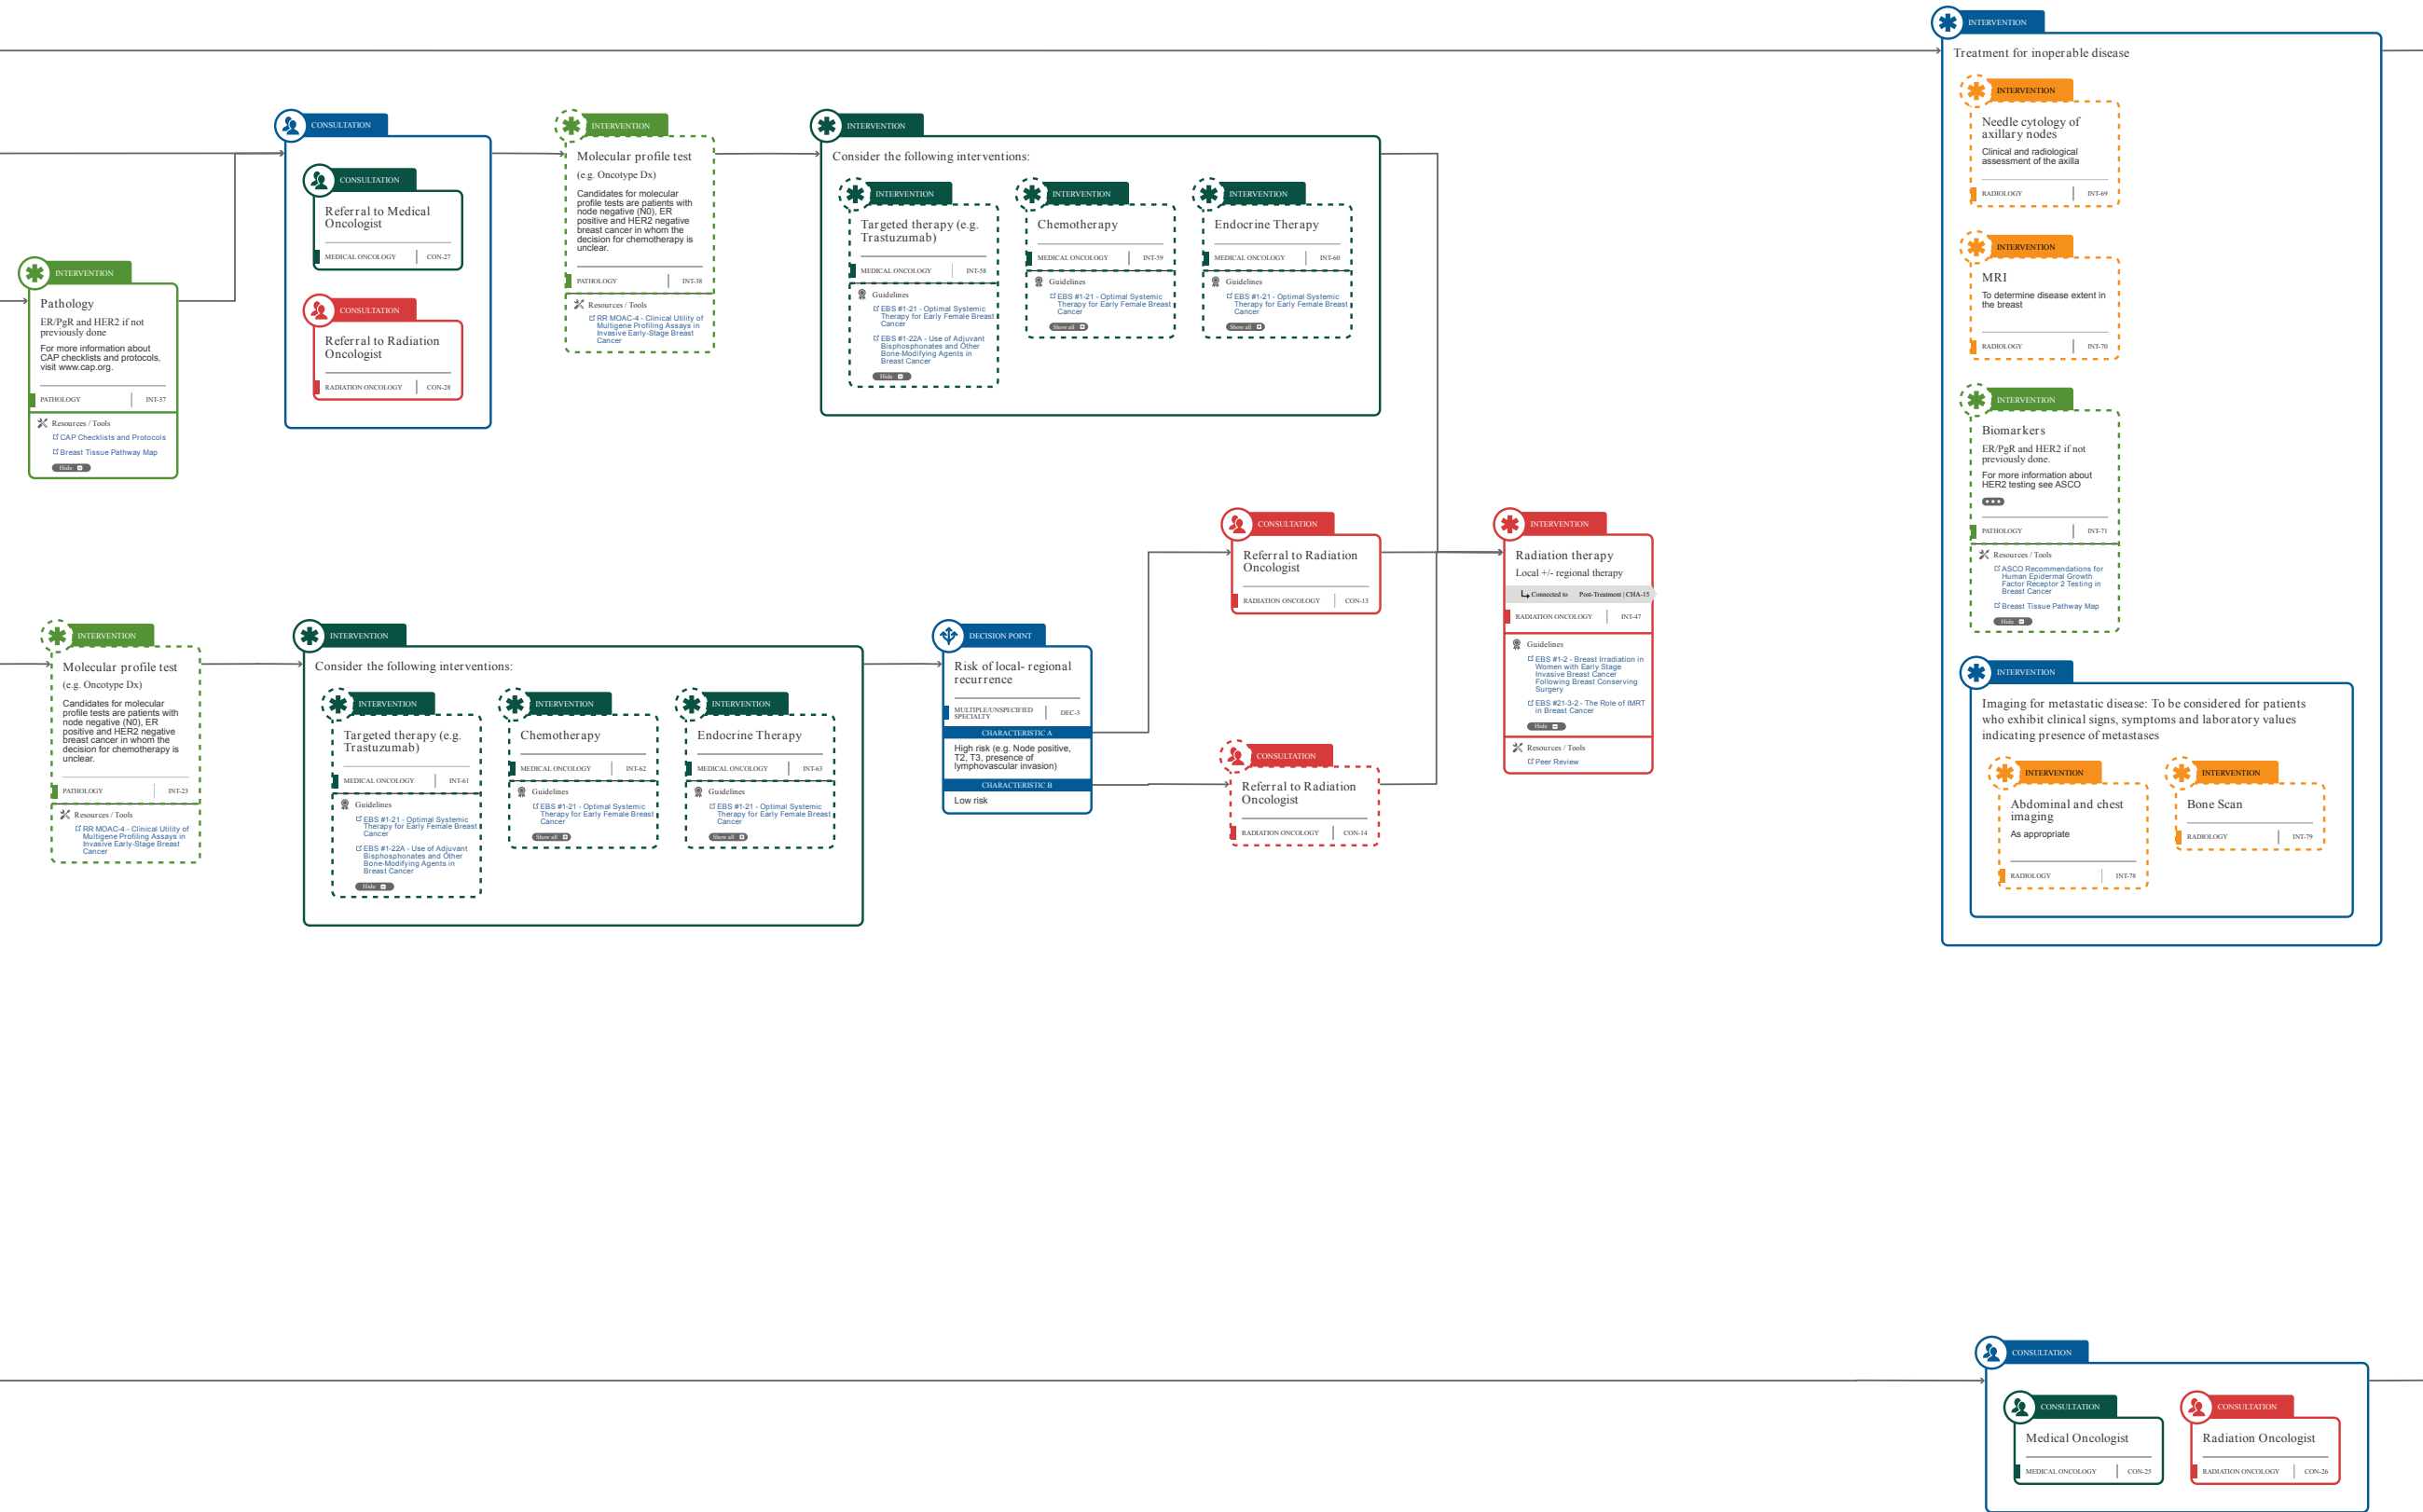 INTERVENTION
Treatment for inoperable disease
INTERVENTION
Needle cytology of
axillary nodes
Clinical and radiological
assessment of the axilla
RADIOLOGY INT-69
INTERVENTION
MRI
To determine disease extent in
the breast
RADIOLOGY INT-70
INTERVENTION
Biomarkers
ER/PgR and HER2 if not
previously done.
For more information about
HER2 testing see ASCO
PATHOLOGY INT-71
Resources / Tools
ASCO Recommendations for
Human Epidermal Growth
Factor Receptor 2 Testing in
Breast Cancer
Breast Tissue Pathway Map
Hide
INTERVENTION
Imaging for metastatic disease: To be considered for patients
who exhibit clinical signs, symptoms and laboratory values
indicating presence of metastases
INTERVENTION
Abdominal and chest
imaging
As appropriate
RADIOLOGY INT-78
INTERVENTION
Bone Scan
RADIOLOGY INT-79
INTERVENTION
Pathology
ER/PgR and HER2 if not
previously done
For more information about
CAP checklists and protocols,
visit www.cap.org.
PATHOLOGY INT-37
Resources / Tools
CAP Checklists and Protocols
Breast Tissue Pathway Map
Hide
CONSULTATION
CONSULTATION
Referral to Medical
Oncologist
MEDICAL ONCOLOGY CON-27
CONSULTATION
Referral to Radiation
Oncologist
RADIATION ONCOLOGY CON-28
INTERVENTION
Molecular profile test
(e.g. Oncotype Dx)
Candidates for molecular
profile tests are patients with
node negative (N0), ER
positive and HER2 negative
breast cancer in whom the
decision for chemotherapy is
unclear.
PATHOLOGY INT-38
Resources / Tools
RR MOAC-4 - Clinical Utility of
Multigene Profiling Assays in
Invasive Early-Stage Breast
Cancer
INTERVENTION
Consider the following interventions:
INTERVENTION
Targeted therapy (e.g.
Trastuzumab)
MEDICAL ONCOLOGY INT-58
Guidelines
EBS #1-21 - Optimal Systemic
Therapy for Early Female Breast
Cancer
EBS #1-22A - Use of Adjuvant
Bisphosphonates and Other
Bone-Modifying Agents in
Breast Cancer
Hide
INTERVENTION
Chemotherapy
MEDICAL ONCOLOGY INT-59
Guidelines
EBS #1-21 - Optimal Systemic
Therapy for Early Female Breast
Cancer
Show all
INTERVENTION
Endocrine Therapy
MEDICAL ONCOLOGY INT-60
Guidelines
EBS #1-21 - Optimal Systemic
Therapy for Early Female Breast
Cancer
Show all
INTERVENTION
Molecular profile test
(e.g. Oncotype Dx)
Candidates for molecular
profile tests are patients with
node negative (N0), ER
positive and HER2 negative
breast cancer in whom the
decision for chemotherapy is
unclear.
PATHOLOGY INT-23
Resources / Tools
RR MOAC-4 - Clinical Utility of
Multigene Profiling Assays in
Invasive Early-Stage Breast
Cancer
INTERVENTION
Consider the following interventions:
INTERVENTION
Targeted therapy (e.g.
Trastuzumab)
MEDICAL ONCOLOGY INT-61
Guidelines
EBS #1-21 - Optimal Systemic
Therapy for Early Female Breast
Cancer
EBS #1-22A - Use of Adjuvant
Bisphosphonates and Other
Bone-Modifying Agents in
Breast Cancer
Hide
INTERVENTION
Chemotherapy
MEDICAL ONCOLOGY INT-62
Guidelines
EBS #1-21 - Optimal Systemic
Therapy for Early Female Breast
Cancer
Show all
INTERVENTION
Endocrine Therapy
MEDICAL ONCOLOGY INT-63
Guidelines
EBS #1-21 - Optimal Systemic
Therapy for Early Female Breast
Cancer
Show all
DECISION POINT
Risk of local- regional
recurrence
MULTIPLE/UNSPECIFIED
SPECIALTY DEC-3
CHARACTERISTIC A
High risk (e.g. Node positive,
T2, T3, presence of
lymphovascular invasion)
CHARACTERISTIC B
Low risk
CONSULTATION
Referral to Radiation
Oncologist
RADIATION ONCOLOGY CON-13
CONSULTATION
Referral to Radiation
Oncologist
RADIATION ONCOLOGY CON-14
INTERVENTION
Radiation therapy
Local +/- regional therapy
Connected to Post-Treatment | CHA-15
RADIATION ONCOLOGY INT-47
Guidelines
EBS #1-2 - Breast Irradiation in
Women with Early Stage
Invasive Breast Cancer
Following Breast Conserving
Surgery
EBS #21-3-2 - The Role of IMRT
in Breast Cancer
Hide
Resources / Tools
Peer Review
CONSULTATION
CONSULTATION
Medical Oncologist
MEDICAL ONCOLOGY CON-25
CONSULTATION
Radiation Oncologist
RADIATION ONCOLOGY CON-26